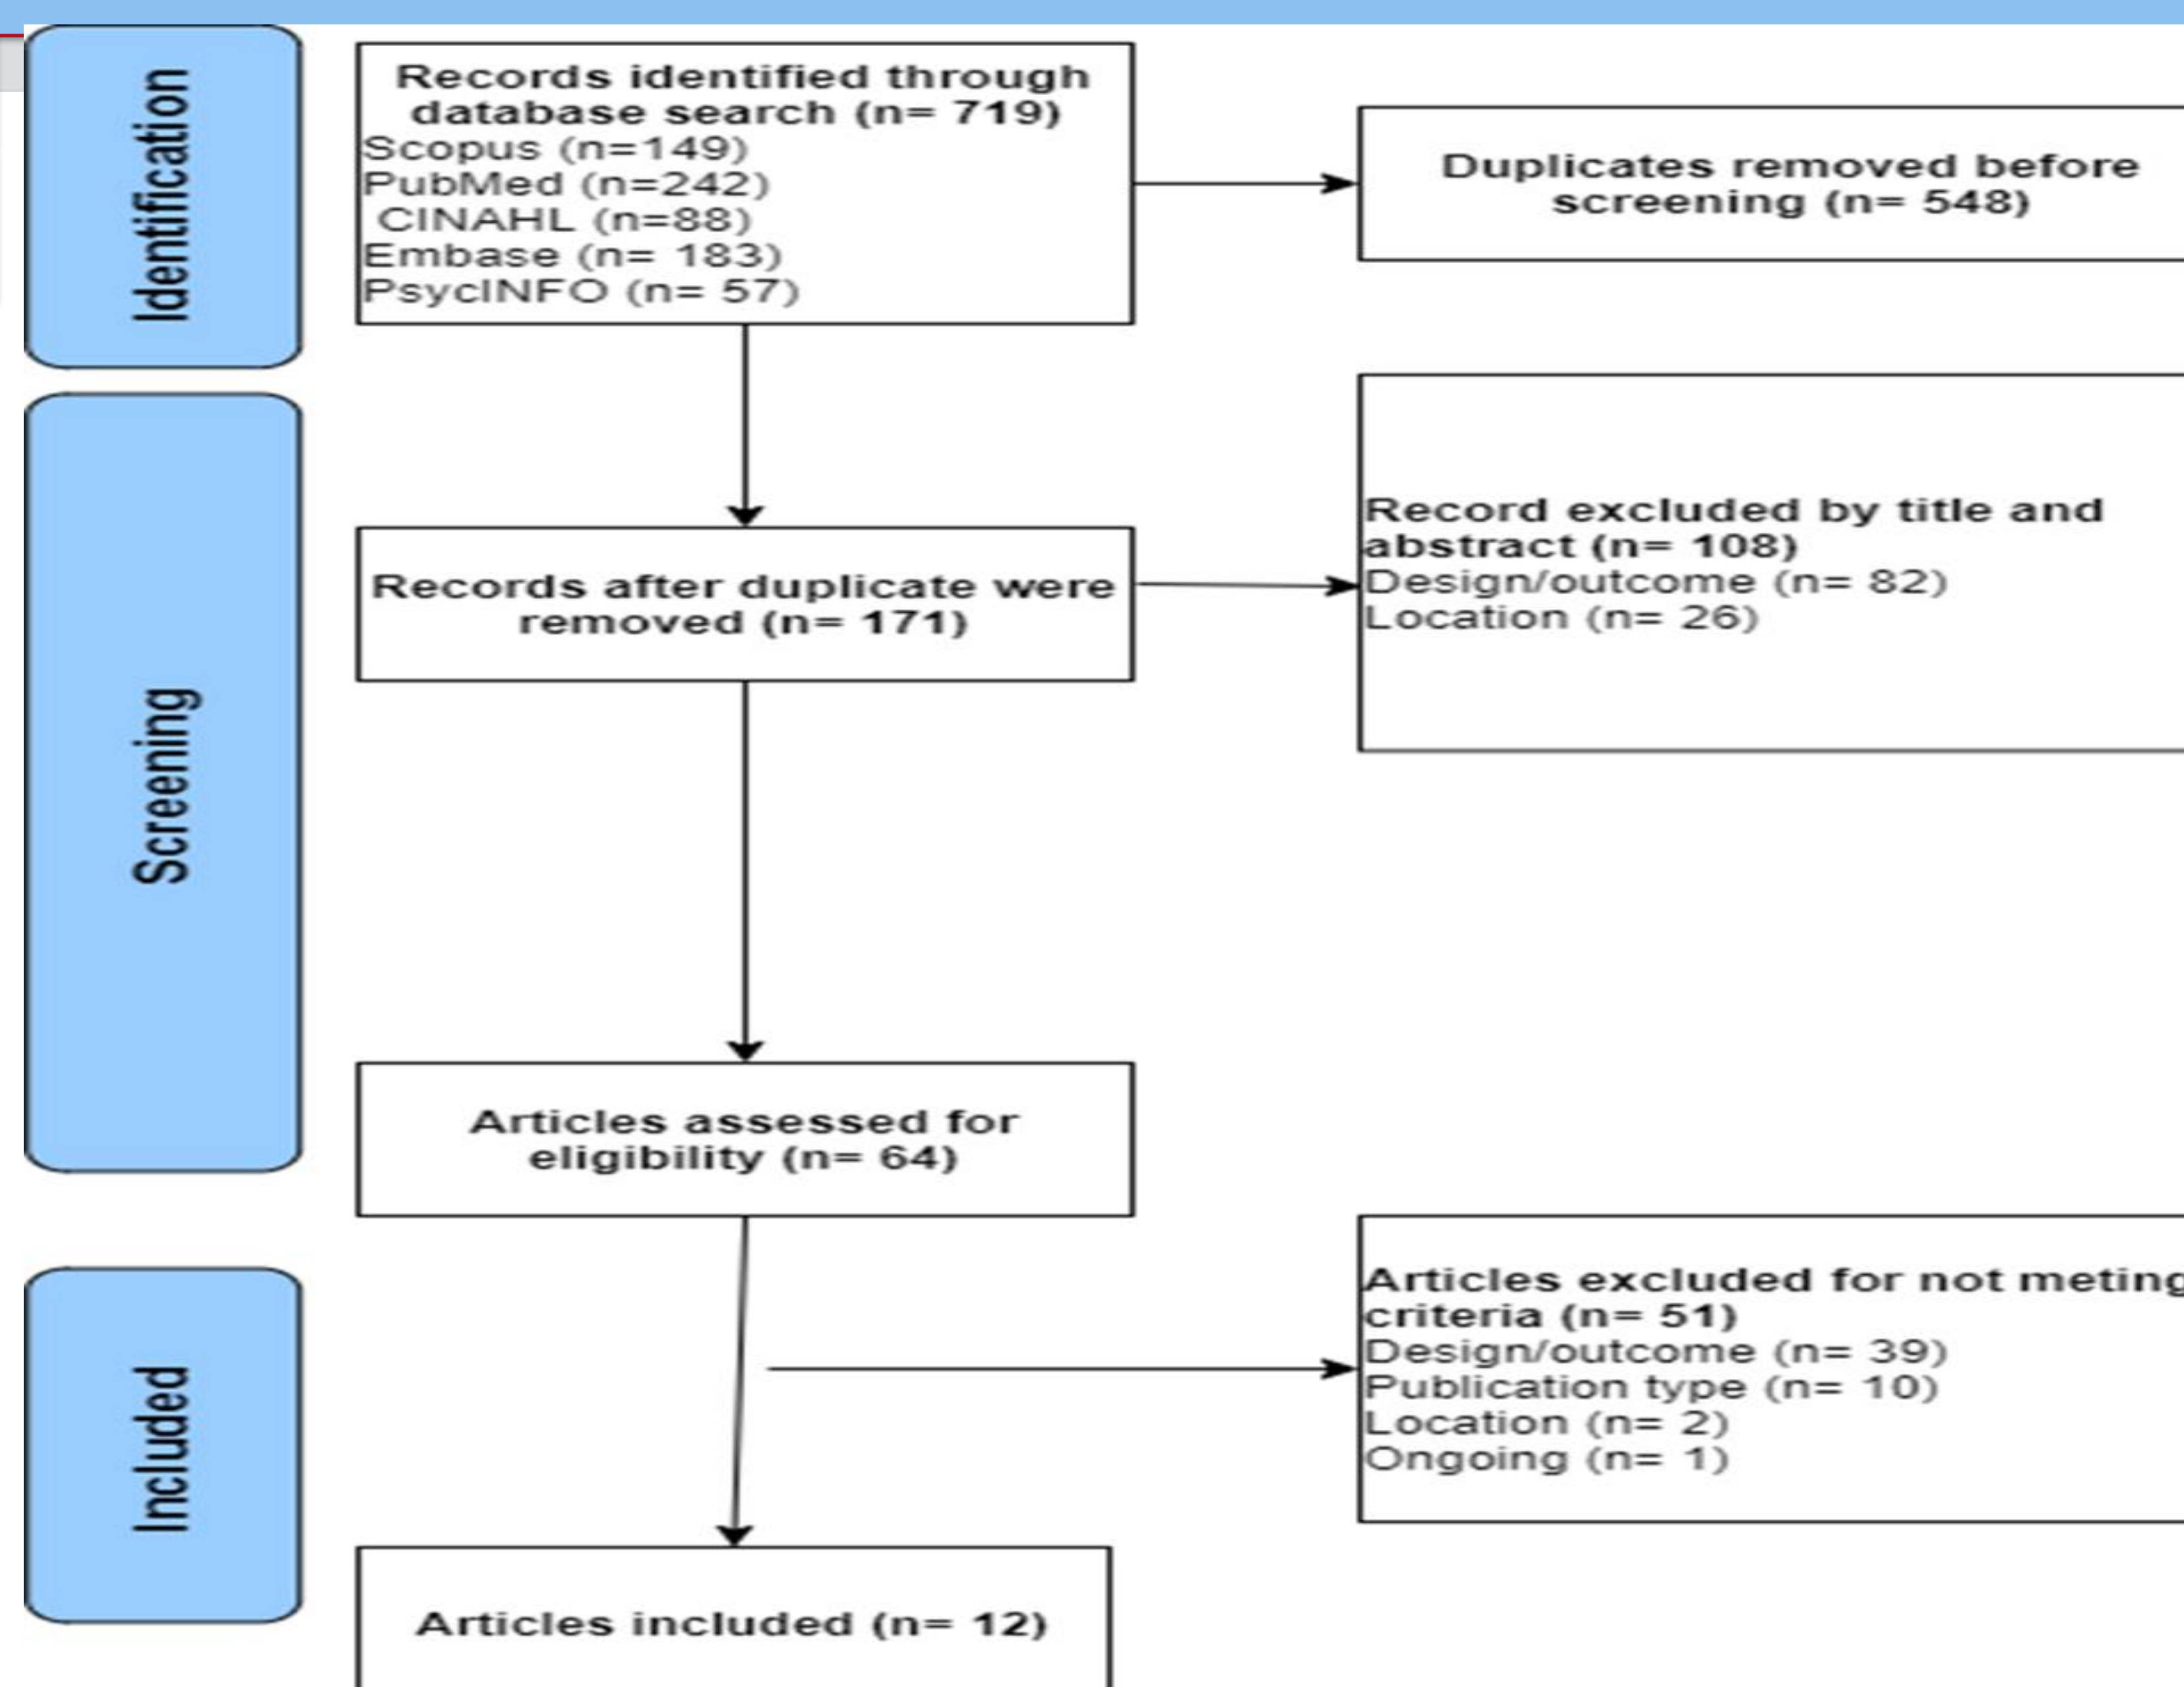 Identification
Records identified through
database search (n= 719)
Scopus (n=149)
PubMed (n=242)
CINAHL (n=88)
Embase (n= 183)
PsycINFO (n= 57)
Duplicates removed before
screening (n= 548)
Screening
Records after duplicate were
removed (n= 171)
Record excluded by title and
abstract (n= 108)
Design/outcome (n= 82)
Location (n= 26)
Articles assessed for
eligibility (n= 64)
Included
Articles excluded for not meting
criteria (n= 51)
Design/outcome (n= 39)
Publication type (n= 10)
Location (n= 2)
Ongoing (n= 1)
Articles included (n= 12)